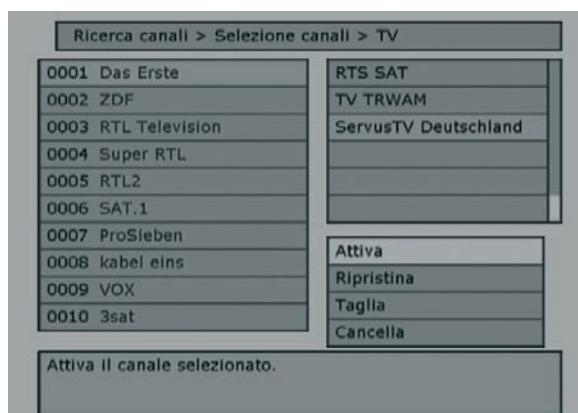 Ricerca canali > Selezione canali > TV
0001 Das Erste
0002 ZDF
0003 RTL Television
0004 Super RTL
0005 RTL2
0006 SAT.1
0007 ProSieben
0008 kabel eins
0009 VOX
0010 3sat
RTS SAT
TV TRWAM
ServusTV Deutschland
Attiva
Ripristina
Taglia
Cancella
Attiva il canale selezionato.